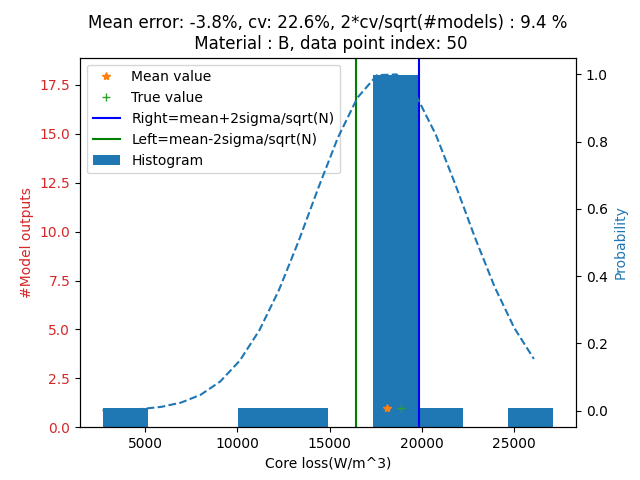 Mean error: -3.8%, cv: 22.6%, 2*cv/sqrt(#models) : 9.4 %
Material : B, data point index: 50
Mean value
True value
Right=mean+2sigma/sqrt(N)
Left=mean-2sigma/sqrt(N)
Histogram
#Model outputs
17.5
15.0
12.5
10.0
7.5
5.0
2.5
0.0
1.0
0.8
0.6
0.4
0.2
0.0
Probability
5000 10000 15000 20000 25000
Core loss(W/m^3)